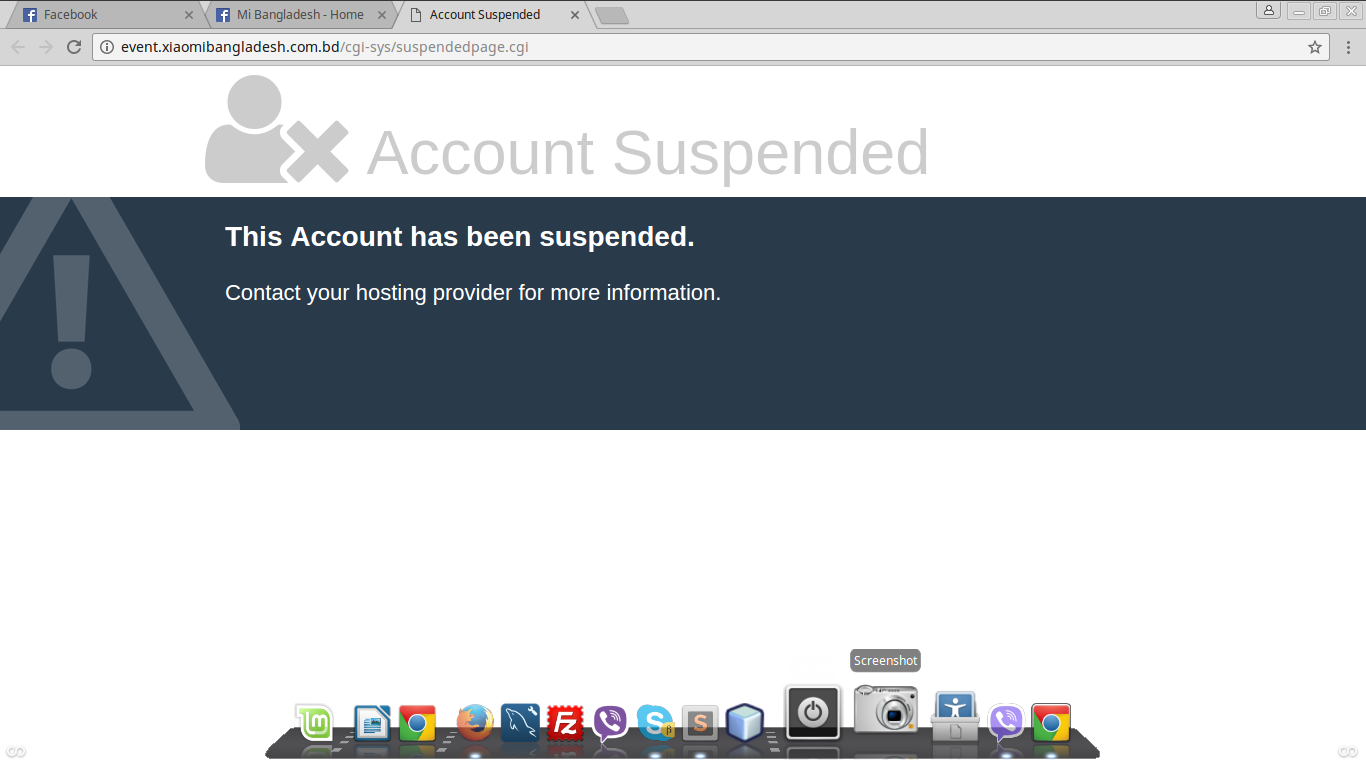 Facebook
Mi Bangladesh - Home
Account Suspended
event.xiaomibangladesh.com.bd/cgi-sys/suspendedpage.cgi
Account Suspended
This Account has been suspended.
Contact your hosting provider for more information.
Screenshot